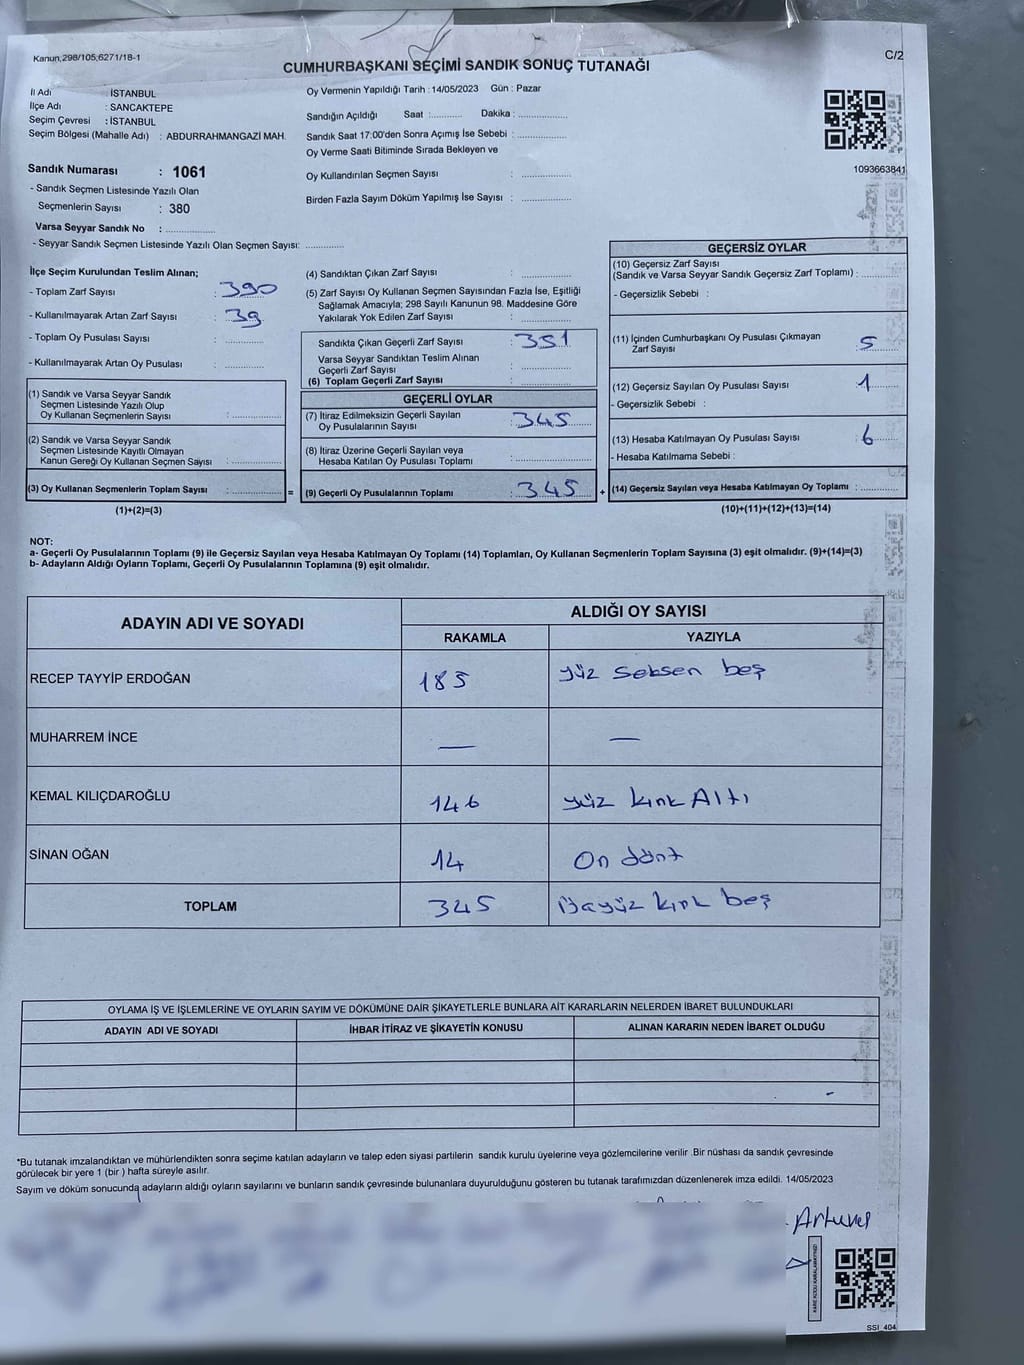 Kanun,298/105;6271/18-1
C/2
CUMHURBAŞKANI SEÇİMİ SANDIK SONUÇ TUTANAĞI
İl Adı : İSTANBUL
İlçe Adı : SANCAKTEPE
Seçim Çevresi : İSTANBUL
Seçim Bölgesi (Mahalle Adı) : ABDURRAHMANGAZİ MAH.
Sandık Numarası : 1061
- Sandık Seçmen Listesinde Yazılı Olan
Seçmenlerin Sayısı : 380
Varsa Seyyar Sandık No :
- Seyyar Sandık Seçmen Listesinde Yazılı Olan Seçmen Sayısı:
Oy Vermenin Yapıldığı Tarih : 14/05/2023 Gün : Pazar
Sandığın Açıldığı Saat : Dakika :
Sandık Saat 17:00'den Sonra Açımış İse Sebebi :
Oy Verme Saati Bitiminde Sırada Bekleyen ve
Oy Kullandırılan Seçmen Sayısı :
Birden Fazla Sayım Döküm Yapılmış İse Sayısı :
1093663841
İlçe Seçim Kurulundan Teslim Alınan;
- Toplam Zarf Sayısı : 390
- Kullanılmayarak Artan Zarf Sayısı : 39
- Toplam Oy Pusulası Sayısı :
- Kullanılmayarak Artan Oy Pusulası :
(1) Sandık ve Varsa Seyyar Sandık
Seçmen Listesinde Yazılı Olup
Oy Kullanan Seçmenlerin Sayısı :
(2) Sandık ve Varsa Seyyar Sandık
Seçmen Listesinde Kayıtlı Olmayan
Kanun Gereği Oy Kullanan Seçmen Sayısı :
(3) Oy Kullanan Seçmenlerin Toplam Sayısı : =
(1)+(2)=(3)
(4) Sandıktan Çıkan Zarf Sayısı :
(5) Zarf Sayısı Oy Kullanan Seçmen Sayısından Fazla İse, Eşitliği
Sağlamak Amacıyla; 298 Sayılı Kanunun 98. Maddesine Göre
Yakılarak Yok Edilen Zarf Sayısı :
Sandıkta Çıkan Geçerli Zarf Sayısı : 351
Varsa Seyyar Sandıktan Teslim Alınan
Geçerli Zarf Sayısı :
(6) Toplam Geçerli Zarf Sayısı :
GEÇERLİ OYLAR
(7) İtiraz Edilmeksizin Geçerli Sayılan
Oy Pusulalarının Sayısı : 345
(8) İtiraz Üzerine Geçerli Sayılan veya
Hesaba Katılan Oy Pusulası Toplamı :
(9) Geçerli Oy Pusulalarının Toplamı : 345 +
GEÇERSİZ OYLAR
(10) Geçersiz Zarf Sayısı
(Sandık ve Varsa Seyyar Sandık Geçersiz Zarf Toplamı) :
- Geçersizlik Sebebi :
(11) İçinden Cumhurbaşkanı Oy Pusulası Çıkmayan
Zarf Sayısı : 5
(12) Geçersiz Sayılan Oy Pusulası Sayısı : 1
- Geçersizlik Sebebi :
(13) Hesaba Katılmayan Oy Pusulası Sayısı : 6
- Hesaba Katılmama Sebebi :
(14) Geçersiz Sayılan veya Hesaba Katılmayan Oy Toplamı :
(10)+(11)+(12)+(13)=(14)
NOT:
a- Geçerli Oy Pusulalarının Toplamı (9) ile Geçersiz Sayılan veya Hesaba Katılmayan Oy Toplamı (14) Toplamları, Oy Kullanan Seçmenlerin Toplam Sayısına (3) eşit olmalıdır. (9)+(14)=(3)
b- Adayların Aldığı Oyların Toplamı, Geçerli Oy Pusulalarının Toplamına (9) eşit olmalıdır.
ADAYIN ADI VE SOYADI ALDIĞI OY SAYISI
RAKAMLA YAZIYLA
RECEP TAYYİP ERDOĞAN 185 yüz seksen beş
MUHARREM İNCE — —
KEMAL KILIÇDAROĞLU 146 yüz kırk Altı
SİNAN OĞAN 14 On dört
TOPLAM 345 Üçyüz kırk beş
OYLAMA İŞ VE İŞLEMLERİNE VE OYLARIN SAYIM VE DÖKÜMÜNE DAİR ŞİKAYETLERLE BUNLARA AİT KARARLARIN NELERDEN İBARET BULUNDUKLARI
ADAYIN ADI VE SOYADI İHBAR İTİRAZ VE ŞİKAYETİN KONUSU ALINAN KARARIN NEDEN İBARET OLDUĞU
*Bu tutanak imzalandıktan ve mühürlendikten sonra seçime katılan adayların ve talep eden siyasi partilerin sandık kurulu üyelerine veya gözlemcilerine verilir .Bir nüshası da sandık çevresinde
görülecek bir yere 1 (bir ) hafta süreyle asılır.
Sayım ve döküm sonucunda adayların aldığı oyların sayılarını ve bunların sandık çevresinde bulunanlara duyurulduğunu gösteren bu tutanak tarafımızdan düzenlenerek imza edildi. 14/05/2023
KARE KODU KARALAMAYINIZ!
SSI_404